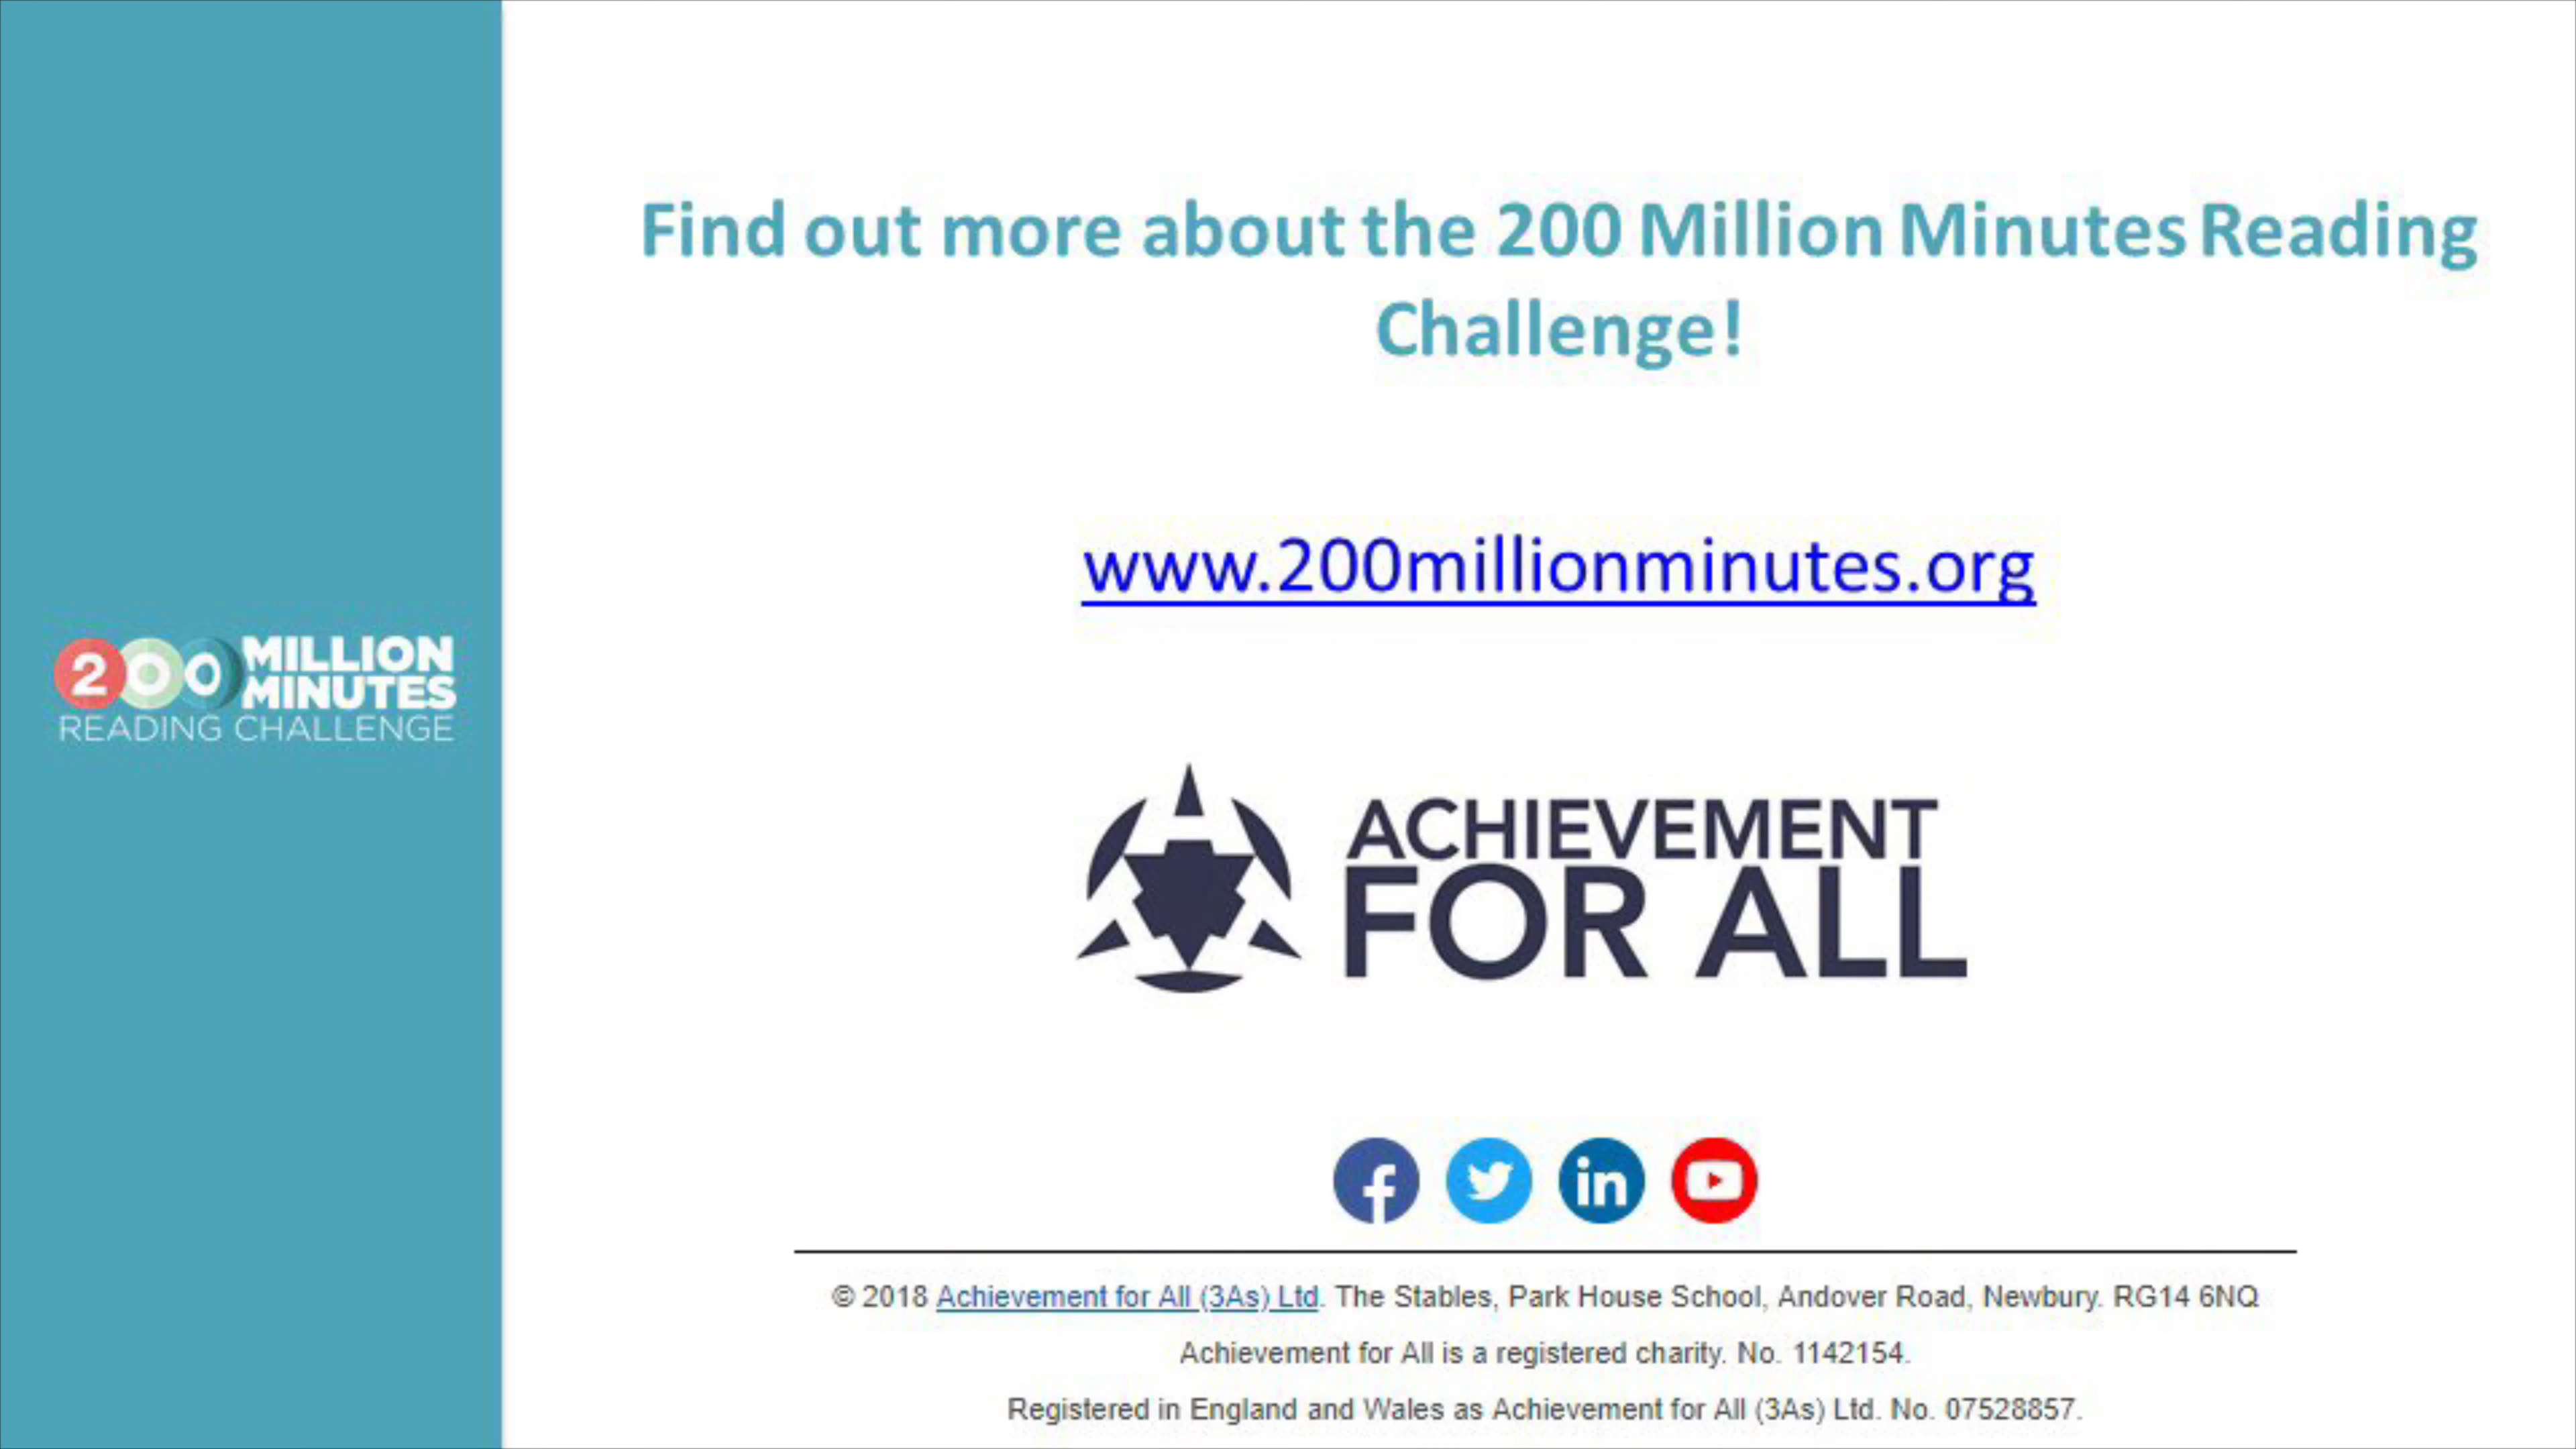 Find out more about the 200 Million Minutes Reading
Challenge!
www.200millionminutes.org
200 MILLION
MINUTES
READING CHALLENGE
ACHIEVEMENT
FOR ALL
© 2018 Achievement for All (3As) Ltd. The Stables, Park House School, Andover Road, Newbury. RG14 6NQ
Achievement for All is a registered charity. No. 1142154.
Registered in England and Wales as Achievement for All (3As) Ltd. No. 07528857.